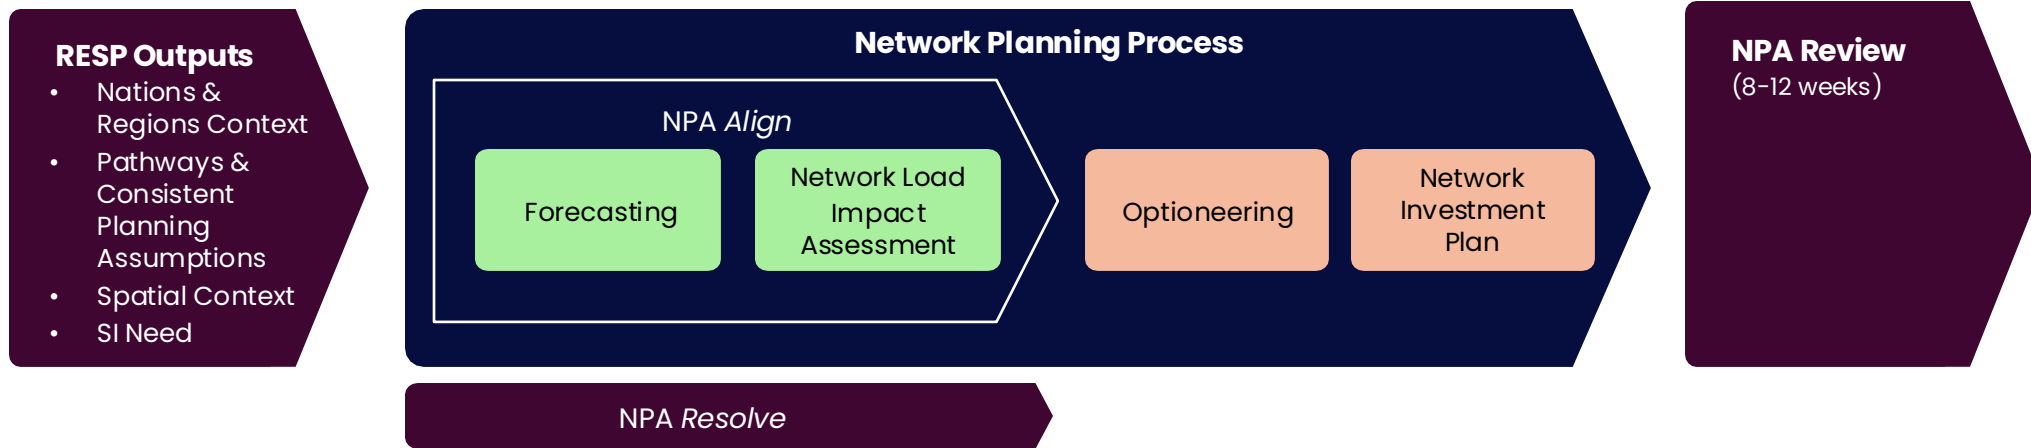 RESP Outputs
• Nations &
Regions Context
• Pathways &
Consistent
Planning
Assumptions
• Spatial Context
• SI Need
Network Planning Process
NPA Align
Forecasting
Network Load
Impact
Assessment
Optioneering
Network
Investment
Plan
NPA Resolve
NPA Review
(8-12 weeks)